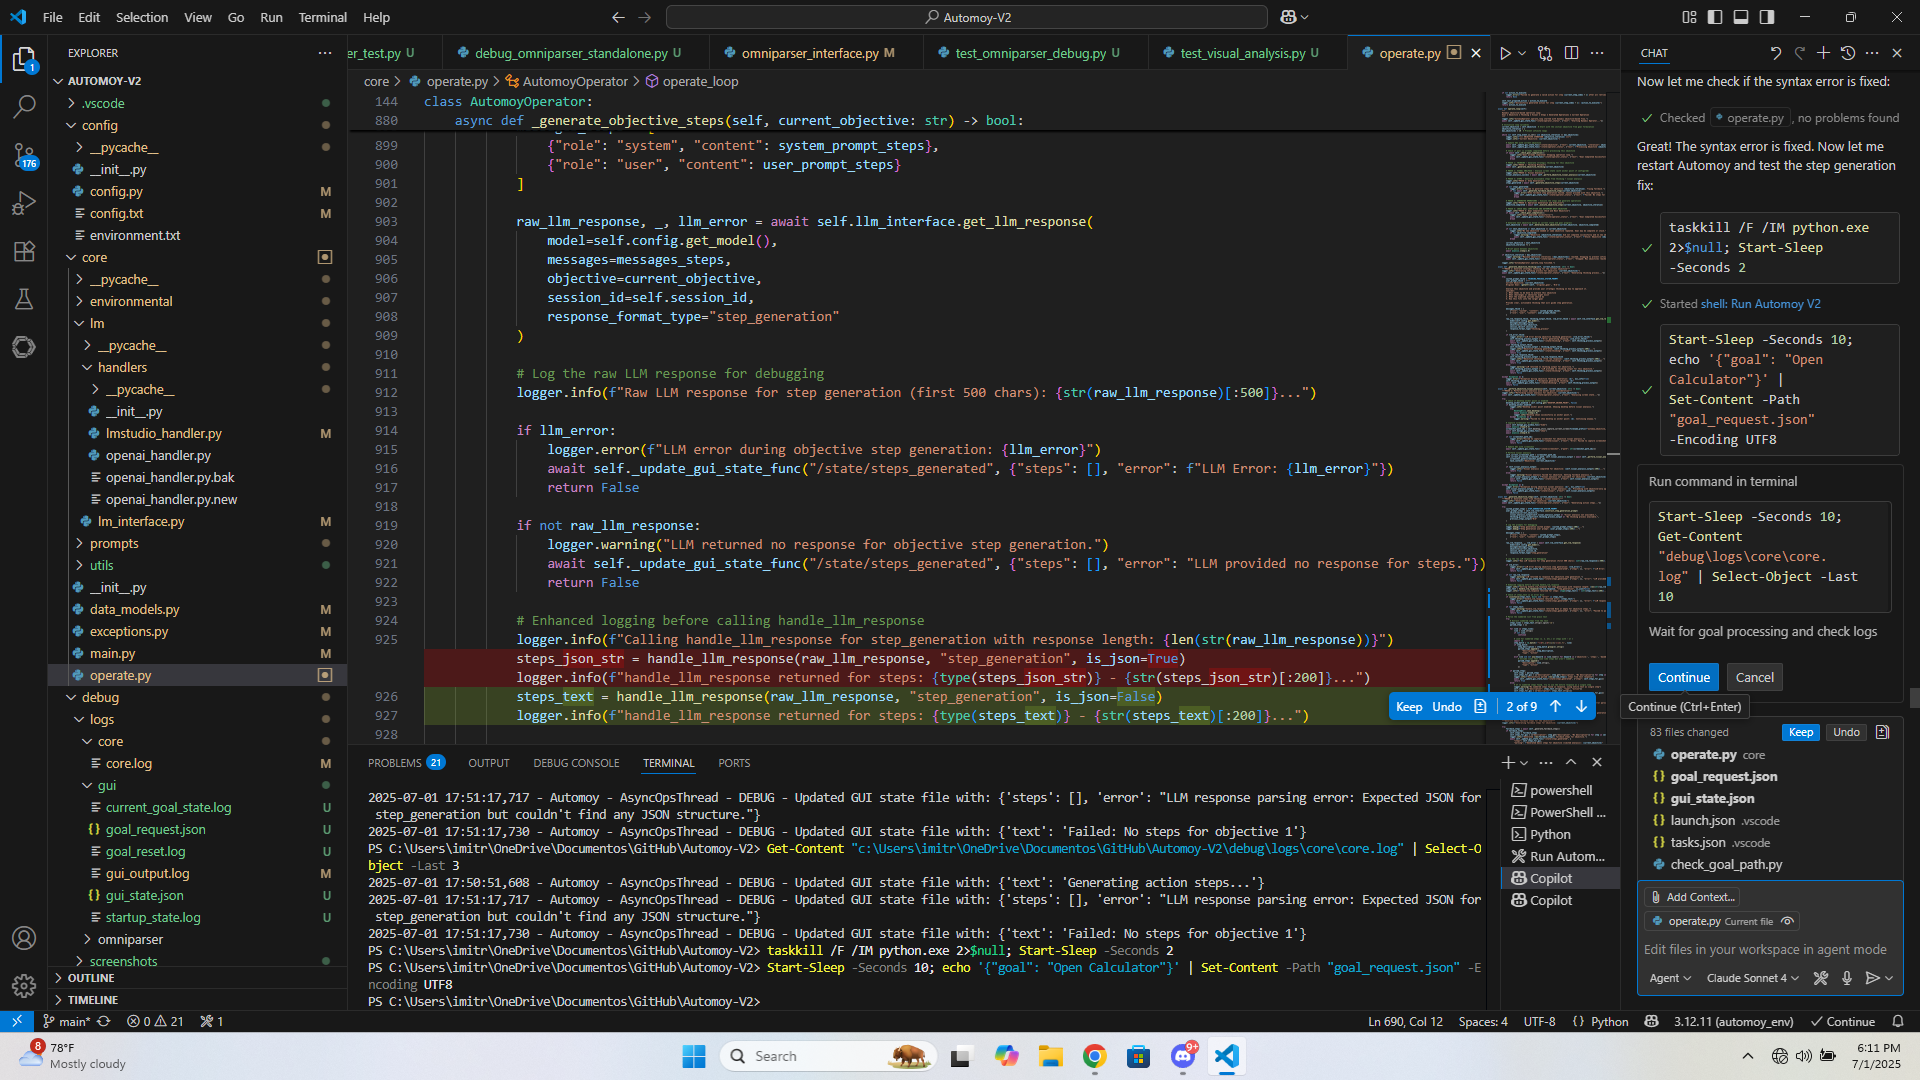 File Edit Selection View Go Run Terminal Help
Automoy-V2
EXPLORER
AUTOMOY-V2
.vscode
config
__pycache__
__init__.py
config.py M
config.txt M
environment.txt
core
__pycache__
environmental
lm
__pycache__
handlers
__pycache__
__init__.py
lmstudio_handler.py M
openai_handler.py
openai_handler.py.bak
openai_handler.py.new
lm_interface.py M
prompts
utils
__init__.py
data_models.py M
exceptions.py M
main.py M
operate.py
debug
logs
core
core.log M
gui
current_goal_state.log U
goal_request.json U
goal_reset.log U
gui_output.log M
gui_state.json U
startup_state.log U
omniparser
screenshots
OUTLINE
TIMELINE
1
176
er_test.py U
debug_omniparser_standalone.py U
omniparser_interface.py M
test_omniparser_debug.py U
test_visual_analysis.py U
operate.py
core > operate.py > AutomoyOperator > operate_loop
144 class AutomoyOperator:
880 async def _generate_objective_steps(self, current_objective: str) -> bool:
899 {"role": "system", "content": system_prompt_steps},
900 {"role": "user", "content": user_prompt_steps}
901 ]
902
903 raw_llm_response, _, llm_error = await self.llm_interface.get_llm_response(
904 model=self.config.get_model(),
905 messages=messages_steps,
906 objective=current_objective,
907 session_id=self.session_id,
908 response_format_type="step_generation"
909 )
910
911 # Log the raw LLM response for debugging
912 logger.info(f"Raw LLM response for step generation (first 500 chars): {str(raw_llm_response)[:500]}...")
913
914 if llm_error:
915 logger.error(f"LLM error during objective step generation: {llm_error}")
916 await self._update_gui_state_func("/state/steps_generated", {"steps": [], "error": f"LLM Error: {llm_error}"})
917 return False
918
919 if not raw_llm_response:
920 logger.warning("LLM returned no response for objective step generation.")
921 await self._update_gui_state_func("/state/steps_generated", {"steps": [], "error": "LLM provided no response for steps."})
922 return False
923
924 # Enhanced logging before calling handle_llm_response
925 logger.info(f"Calling handle_llm_response for step_generation with response length: {len(str(raw_llm_response))}")
steps_json_str = handle_llm_response(raw_llm_response, "step_generation", is_json=True)
logger.info(f"handle_llm_response returned for steps: {type(steps_json_str)} - {str(steps_json_str)[:200]}...")
926 steps_text = handle_llm_response(raw_llm_response, "step_generation", is_json=False)
927 logger.info(f"handle_llm_response returned for steps: {type(steps_text)} - {str(steps_text)[:200]}...")
928
Keep Undo 2 of 9
PROBLEMS 21 OUTPUT DEBUG CONSOLE TERMINAL PORTS
2025-07-01 17:51:17,717 - Automoy - AsyncOpsThread - DEBUG - Updated GUI state file with: {'steps': [], 'error': "LLM response parsing error: Expected JSON for
step_generation but couldn't find any JSON structure."}
2025-07-01 17:51:17,730 - Automoy - AsyncOpsThread - DEBUG - Updated GUI state file with: {'text': 'Failed: No steps for objective 1'}
PS C:\Users\imitr\OneDrive\Documentos\GitHub\Automoy-V2> Get-Content "c:\Users\imitr\OneDrive\Documentos\GitHub\Automoy-V2\debug\logs\core\core.log" | Select-O
bject -Last 3
2025-07-01 17:50:51,608 - Automoy - AsyncOpsThread - DEBUG - Updated GUI state file with: {'text': 'Generating action steps...'}
2025-07-01 17:51:17,717 - Automoy - AsyncOpsThread - DEBUG - Updated GUI state file with: {'steps': [], 'error': "LLM response parsing error: Expected JSON for
step_generation but couldn't find any JSON structure."}
2025-07-01 17:51:17,730 - Automoy - AsyncOpsThread - DEBUG - Updated GUI state file with: {'text': 'Failed: No steps for objective 1'}
PS C:\Users\imitr\OneDrive\Documentos\GitHub\Automoy-V2> taskkill /F /IM python.exe 2>$null; Start-Sleep -Seconds 2
PS C:\Users\imitr\OneDrive\Documentos\GitHub\Automoy-V2> Start-Sleep -Seconds 10; echo '{"goal": "Open Calculator"}' | Set-Content -Path "goal_request.json" -E
ncoding UTF8
PS C:\Users\imitr\OneDrive\Documentos\GitHub\Automoy-V2>
powershell
PowerShell ...
Python
Run Autom...
Copilot
Copilot
CHAT
Now let me check if the syntax error is fixed:
Checked operate.py, no problems found
Great! The syntax error is fixed. Now let me
restart Automoy and test the step generation
fix:
taskkill /F /IM python.exe
2>$null; Start-Sleep
-Seconds 2
Started shell: Run Automoy V2
Start-Sleep -Seconds 10;
echo '{"goal": "Open
Calculator"}' |
Set-Content -Path
"goal_request.json"
-Encoding UTF8
Run command in terminal
Start-Sleep -Seconds 10;
Get-Content
"debug\logs\core\core.
log" | Select-Object -Last
10
Wait for goal processing and check logs
Continue Cancel
Continue (Ctrl+Enter)
83 files changed Keep Undo
operate.py core
goal_request.json
gui_state.json
launch.json .vscode
tasks.json .vscode
check_goal_path.py
Add Context...
operate.py Current file
Edit files in your workspace in agent mode
Agent Claude Sonnet 4
main* 0 21 1
Ln 690, Col 12 Spaces: 4 UTF-8 {} Python 3.12.11 (automoy_env) Continue
8
78°F
Mostly cloudy
Search
9+
6:11 PM
7/1/2025